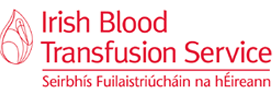 Irish Blood
Transfusion Service
Seirbhís Fuilaistriúcháin na hÉireann